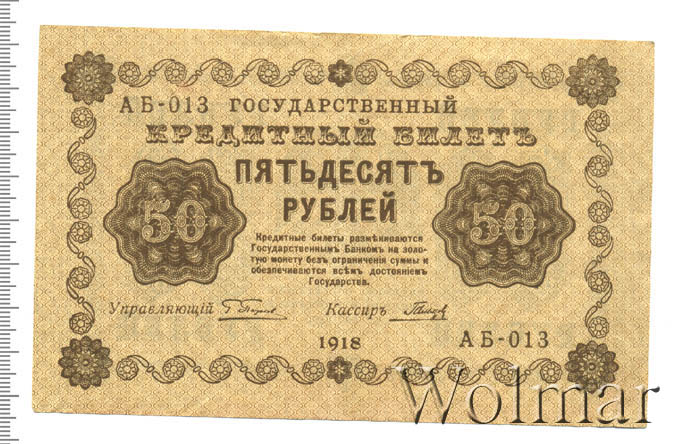 АБ-013 ГОСУДАРСТВЕННЫЙ
КРЕДИТНЫЙ БИЛЕТЪ
ПЯТЬДЕСЯТЪ
РУБЛЕЙ
50
50
Кредитные билеты размѣниваются
Государственнымъ Банкомъ на золо-
тую монету безъ ограниченія суммы и
обезпечиваются всѣмъ достояніемъ
Государства.
Управляющій
Кассиръ
1918
АБ-013
Wolmar